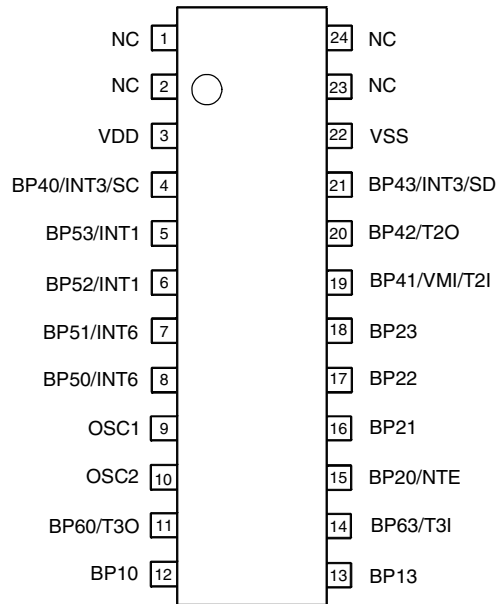 NC 1 24 NC
NC 2 23 NC
VDD 3 22 VSS
BP40/INT3/SC 4 21 BP43/INT3/SD
BP53/INT1 5 20 BP42/T2O
BP52/INT1 6 19 BP41/VMI/T2I
BP51/INT6 7 18 BP23
BP50/INT6 8 17 BP22
OSC1 9 16 BP21
OSC2 10 15 BP20/NTE
BP60/T3O 11 14 BP63/T3I
BP10 12 13 BP13